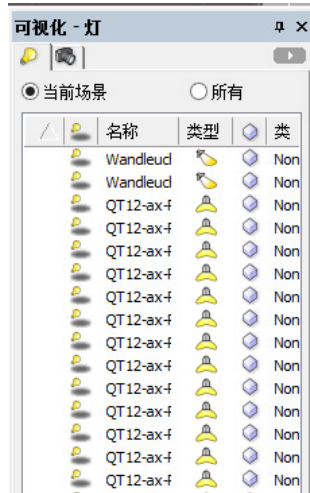 可视化 - 灯
当前场景 所有
名称 类型 类
Wandleud Non
Wandleud Non
QT12-ax-f Non
QT12-ax-f Non
QT12-ax-f Non
QT12-ax-f Non
QT12-ax-f Non
QT12-ax-f Non
QT12-ax-f Non
QT12-ax-f Non
QT12-ax-f Non
QT12-ax-f Non
QT12-ax-f Non
QT12-ax-f Non
QT12-ax-f Non